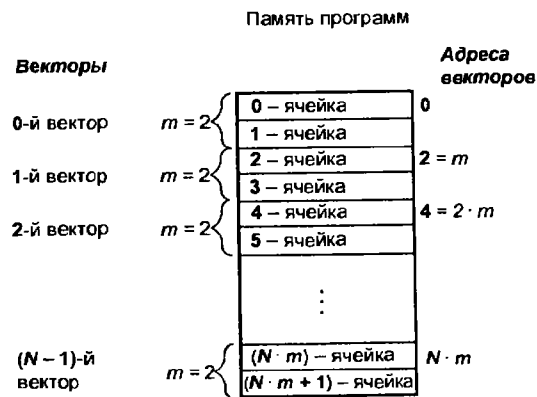 Память программ
Векторы
Адреса
векторов
0-й вектор m = 2
0 – ячейка 0
1 – ячейка
1-й вектор m = 2
2 – ячейка 2 = m
3 – ячейка
2-й вектор m = 2
4 – ячейка 4 = 2 · m
5 – ячейка
⋮
(N – 1)-й
вектор
m = 2
(N · m) – ячейка N · m
(N · m + 1) – ячейка